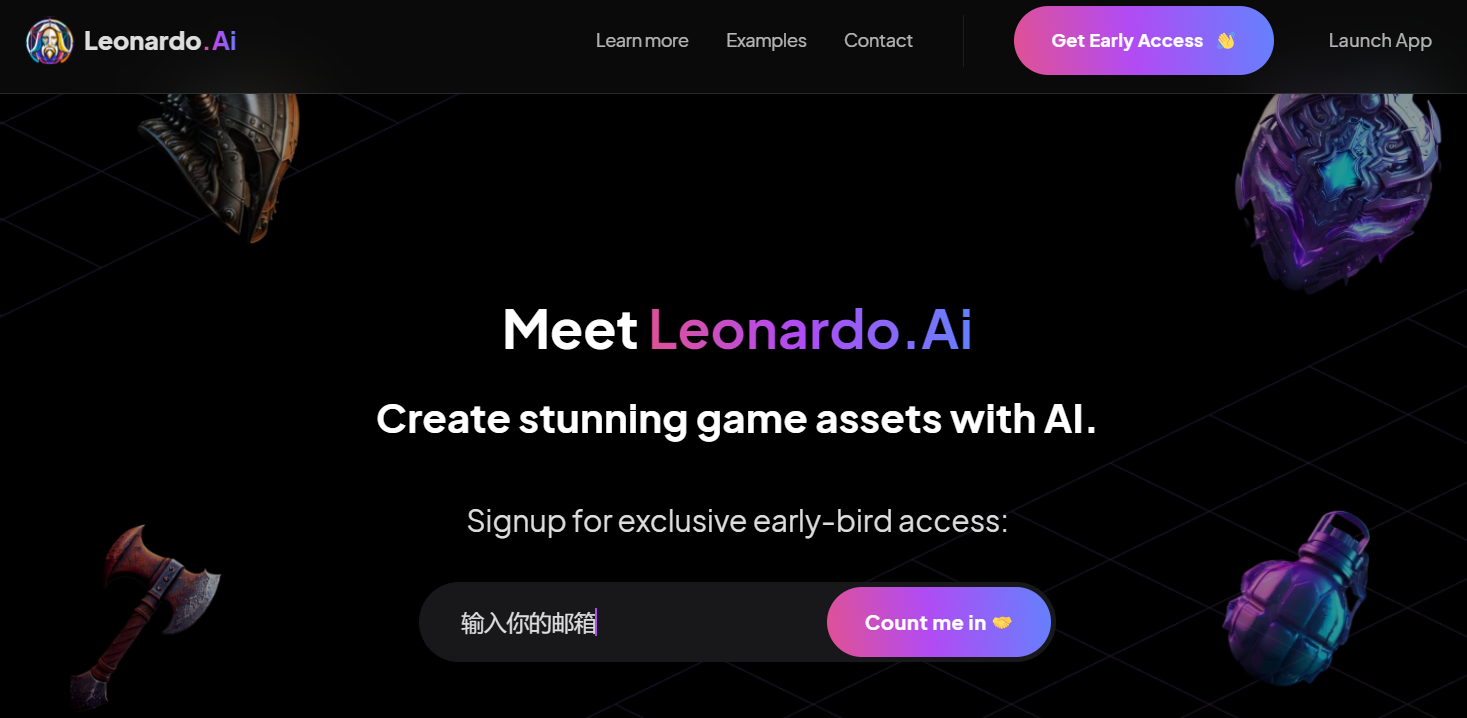 Leonardo.Ai
Learn more
Examples
Contact
Get Early Access 👋
Launch App
Meet Leonardo.Ai
Create stunning game assets with AI.
Signup for exclusive early-bird access:
输入你的邮箱
Count me in 🤝